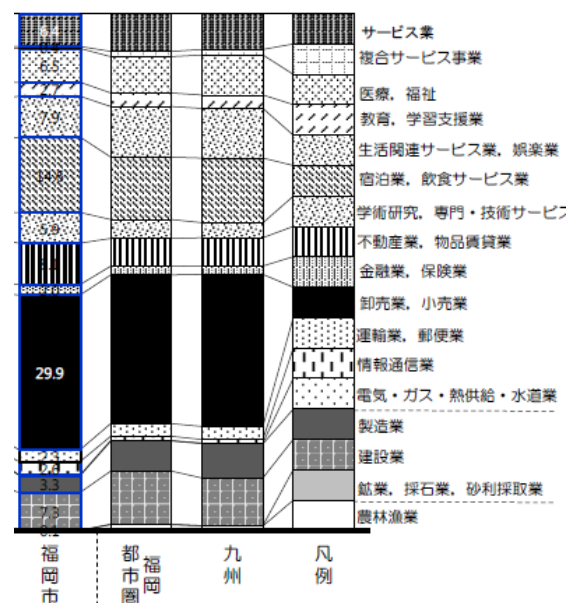 6.4
サービス業
複合サービス事業
6.5
医療，福祉
2.7
教育，学習支援業
7.9
生活関連サービス業，娯楽業
14.6
宿泊業，飲食サービス業
5.9
学術研究，専門・技術サービス
不動産業，物品賃貸業
金融業，保険業
29.9
卸売業，小売業
運輸業，郵便業
情報通信業
電気・ガス・熱供給・水道業
3.3
製造業
7.3
建設業
鉱業，採石業，砂利採取業
0.1
農林漁業
福岡市
福岡
都市圏
九州
凡例